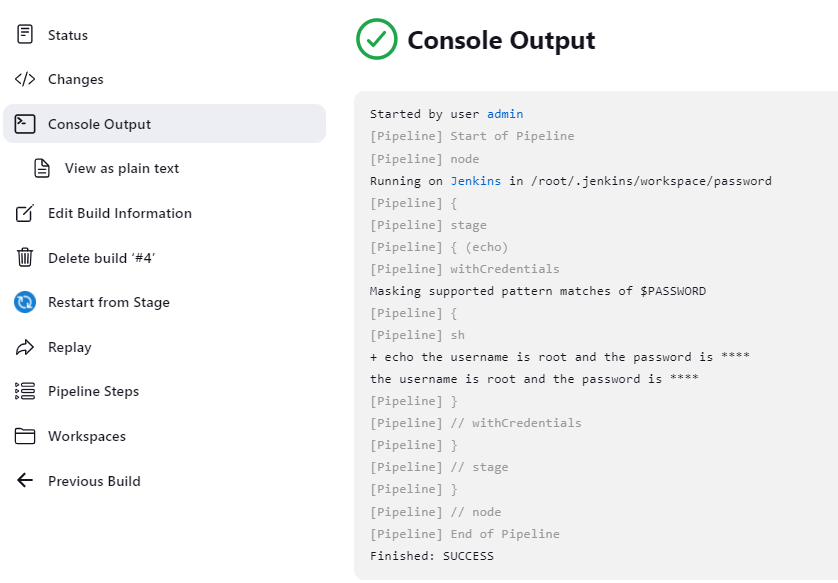 Status
Changes
Console Output
View as plain text
Edit Build Information
Delete build ‘#4’
Restart from Stage
Replay
Pipeline Steps
Workspaces
Previous Build
Console Output
Started by user admin
[Pipeline] Start of Pipeline
[Pipeline] node
Running on Jenkins in /root/.jenkins/workspace/password
[Pipeline] {
[Pipeline] stage
[Pipeline] { (echo)
[Pipeline] withCredentials
Masking supported pattern matches of $PASSWORD
[Pipeline] {
[Pipeline] sh
+ echo the username is root and the password is ****
the username is root and the password is ****
[Pipeline] }
[Pipeline] // withCredentials
[Pipeline] }
[Pipeline] // stage
[Pipeline] }
[Pipeline] // node
[Pipeline] End of Pipeline
Finished: SUCCESS